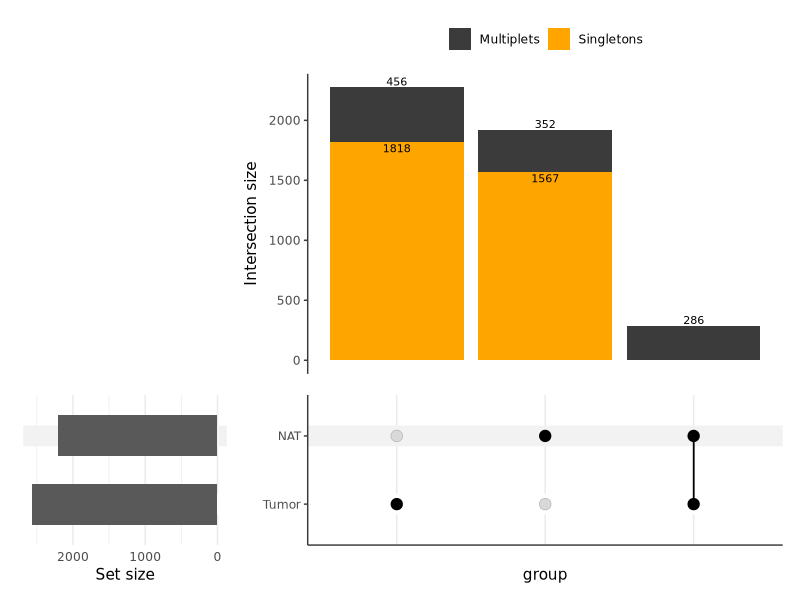 Multiplets Singletons
456
352
2000
1818
1567
1500
Intersection size
1000
500
286
0
NAT
Tumor
2000 1000 0
Set size
group